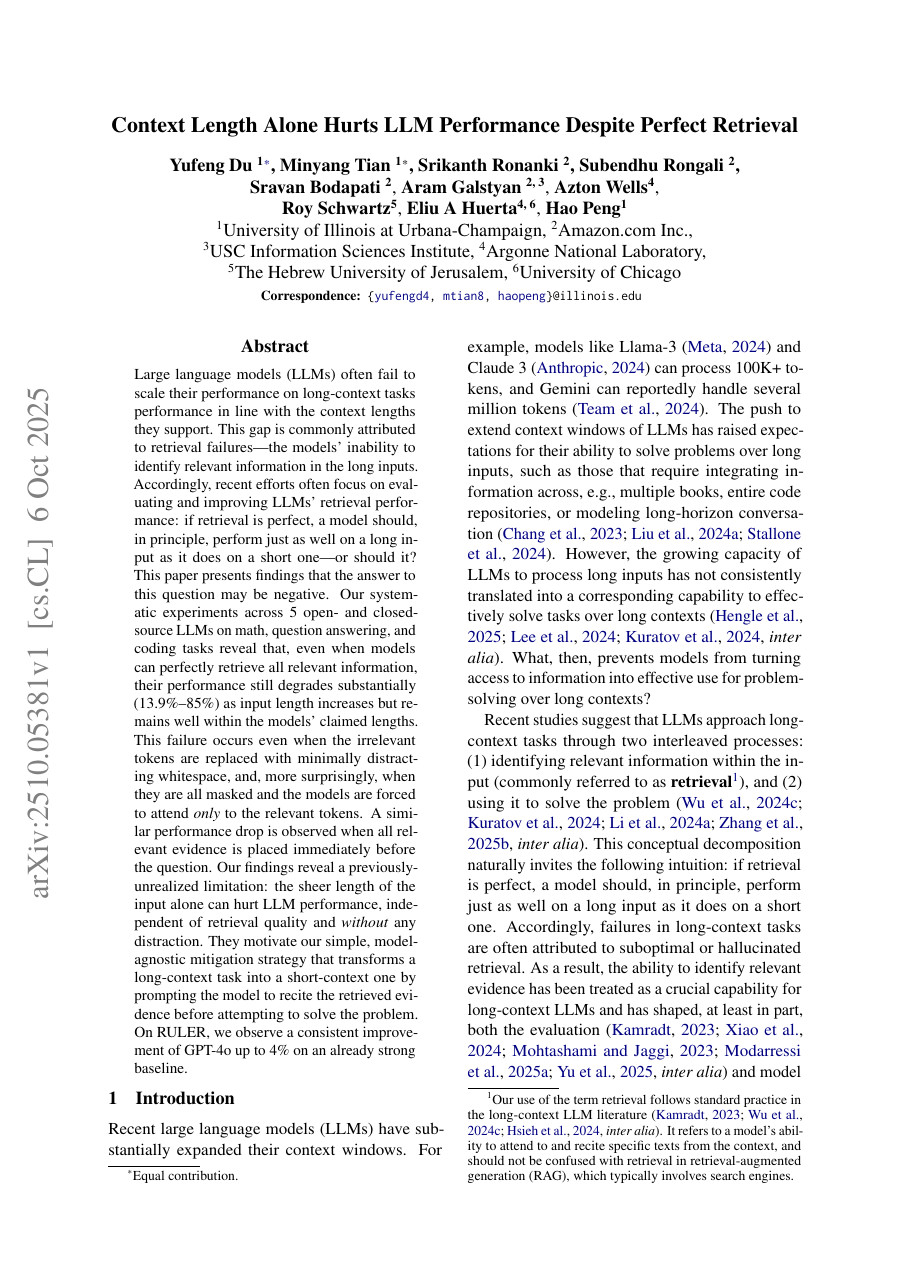 Context Length Alone Hurts LLM Performance Despite Perfect Retrieval
Yufeng Du 1*, Minyang Tian 1*, Srikanth Ronanki 2, Subendhu Rongali 2,
Sravan Bodapati 2, Aram Galstyan 2, 3, Azton Wells4,
Roy Schwartz5, Eliu A Huerta4, 6, Hao Peng1
1University of Illinois at Urbana-Champaign, 2Amazon.com Inc.,
3USC Information Sciences Institute, 4Argonne National Laboratory,
5The Hebrew University of Jerusalem, 6University of Chicago
Correspondence: {yufengd4, mtian8, haopeng}@illinois.edu
arXiv:2510.05381v1 [cs.CL] 6 Oct 2025
Abstract
Large language models (LLMs) often fail to
scale their performance on long-context tasks
performance in line with the context lengths
they support. This gap is commonly attributed
to retrieval failures—the models' inability to
identify relevant information in the long inputs.
Accordingly, recent efforts often focus on eval-
uating and improving LLMs' retrieval perfor-
mance: if retrieval is perfect, a model should,
in principle, perform just as well on a long in-
put as it does on a short one—or should it?
This paper presents findings that the answer to
this question may be negative. Our system-
atic experiments across 5 open- and closed-
source LLMs on math, question answering, and
coding tasks reveal that, even when models
can perfectly retrieve all relevant information,
their performance still degrades substantially
(13.9%–85%) as input length increases but re-
mains well within the models' claimed lengths.
This failure occurs even when the irrelevant
tokens are replaced with minimally distract-
ing whitespace, and, more surprisingly, when
they are all masked and the models are forced
to attend only to the relevant tokens. A simi-
lar performance drop is observed when all rel-
evant evidence is placed immediately before
the question. Our findings reveal a previously-
unrealized limitation: the sheer length of the
input alone can hurt LLM performance, inde-
pendent of retrieval quality and without any
distraction. They motivate our simple, model-
agnostic mitigation strategy that transforms a
long-context task into a short-context one by
prompting the model to recite the retrieved evi-
dence before attempting to solve the problem.
On RULER, we observe a consistent improve-
ment of GPT-4o up to 4% on an already strong
baseline.
1 Introduction
Recent large language models (LLMs) have sub-
stantially expanded their context windows. For
*Equal contribution.
example, models like Llama-3 (Meta, 2024) and
Claude 3 (Anthropic, 2024) can process 100K+ to-
kens, and Gemini can reportedly handle several
million tokens (Team et al., 2024). The push to
extend context windows of LLMs has raised expec-
tations for their ability to solve problems over long
inputs, such as those that require integrating in-
formation across, e.g., multiple books, entire code
repositories, or modeling long-horizon conversa-
tion (Chang et al., 2023; Liu et al., 2024a; Stallone
et al., 2024). However, the growing capacity of
LLMs to process long inputs has not consistently
translated into a corresponding capability to effec-
tively solve tasks over long contexts (Hengle et al.,
2025; Lee et al., 2024; Kuratov et al., 2024, inter
alia). What, then, prevents models from turning
access to information into effective use for problem-
solving over long contexts?
Recent studies suggest that LLMs approach long-
context tasks through two interleaved processes:
(1) identifying relevant information within the in-
put (commonly referred to as retrieval1), and (2)
using it to solve the problem (Wu et al., 2024c;
Kuratov et al., 2024; Li et al., 2024a; Zhang et al.,
2025b, inter alia). This conceptual decomposition
naturally invites the following intuition: if retrieval
is perfect, a model should, in principle, perform
just as well on a long input as it does on a short
one. Accordingly, failures in long-context tasks
are often attributed to suboptimal or hallucinated
retrieval. As a result, the ability to identify relevant
evidence has been treated as a crucial capability for
long-context LLMs and has shaped, at least in part,
both the evaluation (Kamradt, 2023; Xiao et al.,
2024; Mohtashami and Jaggi, 2023; Modarressi
et al., 2025a; Yu et al., 2025, inter alia) and model
1Our use of the term retrieval follows standard practice in
the long-context LLM literature (Kamradt, 2023; Wu et al.,
2024c; Hsieh et al., 2024, inter alia). It refers to a model's abil-
ity to attend to and recite specific texts from the context, and
should not be confused with retrieval in retrieval-augmented
generation (RAG), which typically involves search engines.